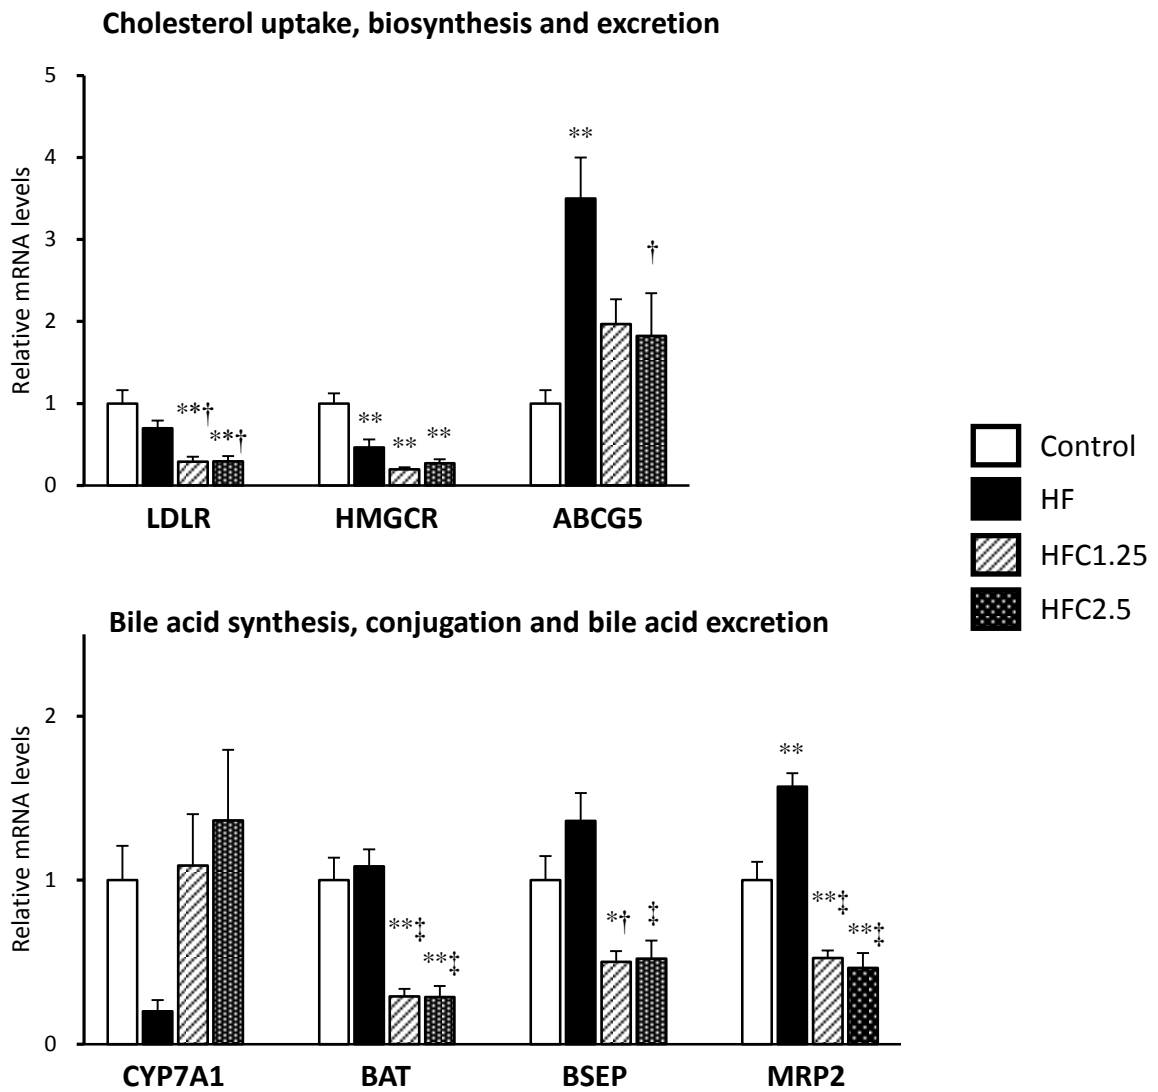 Cholesterol uptake, biosynthesis and excretion
Relative mRNA levels
5
4
3
2
1
0
**†
**†
**
**
**
**
†
LDLR HMGCR ABCG5
Control
HF
HFC1.25
HFC2.5
Bile acid synthesis, conjugation and bile acid excretion
Relative mRNA levels
2
1
0
**‡
**‡
*†
‡
**
**‡
**‡
CYP7A1 BAT BSEP MRP2